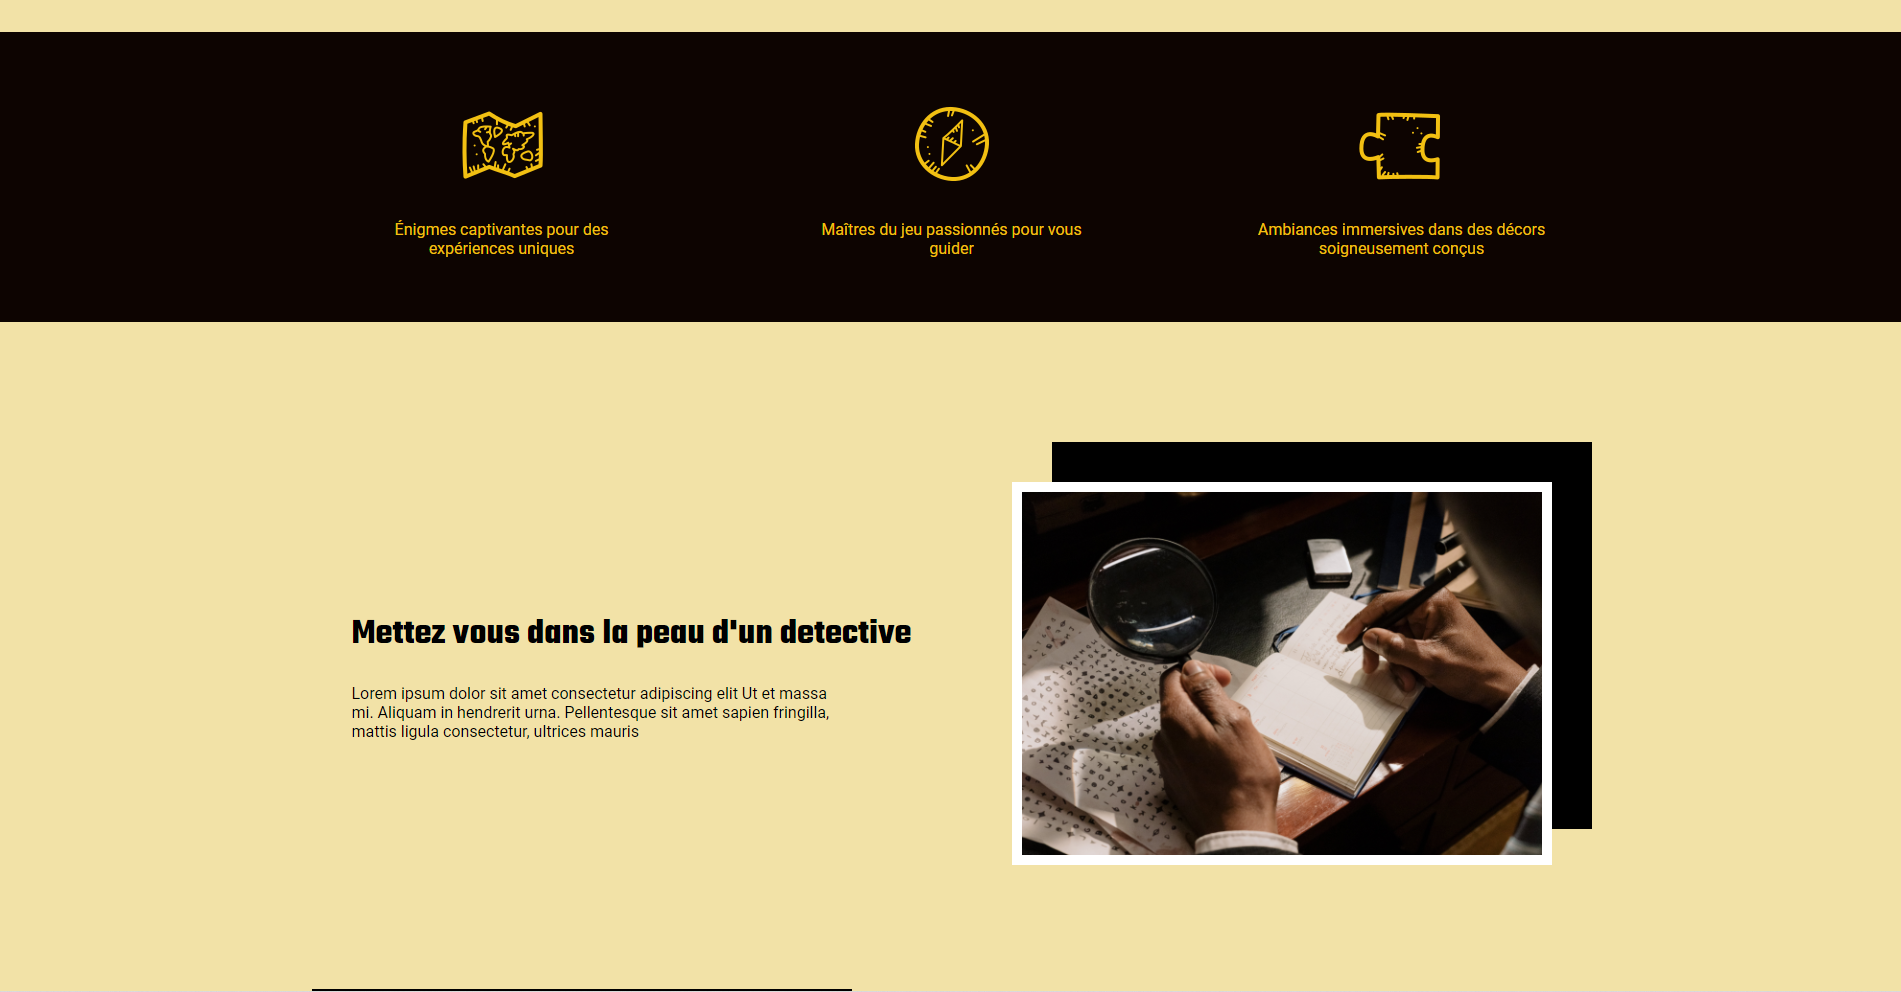 Énigmes captivantes pour des
expériences uniques
Maîtres du jeu passionnés pour vous
guider
Ambiances immersives dans des décors
soigneusement conçus
Mettez vous dans la peau d'un detective
Lorem ipsum dolor sit amet consectetur adipiscing elit Ut et massa
mi. Aliquam in hendrerit urna. Pellentesque sit amet sapien fringilla,
mattis ligula consectetur, ultrices mauris